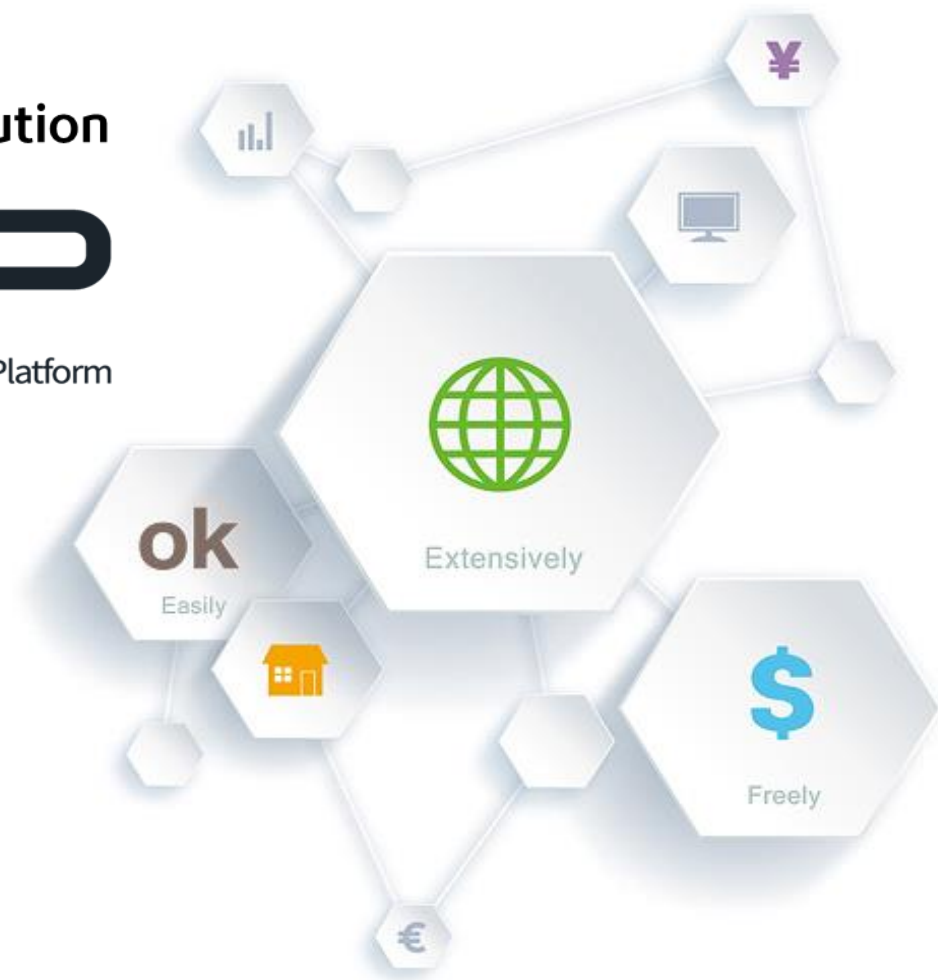 ution
Platform
¥
ok
Easily
Extensively
$
Freely
€